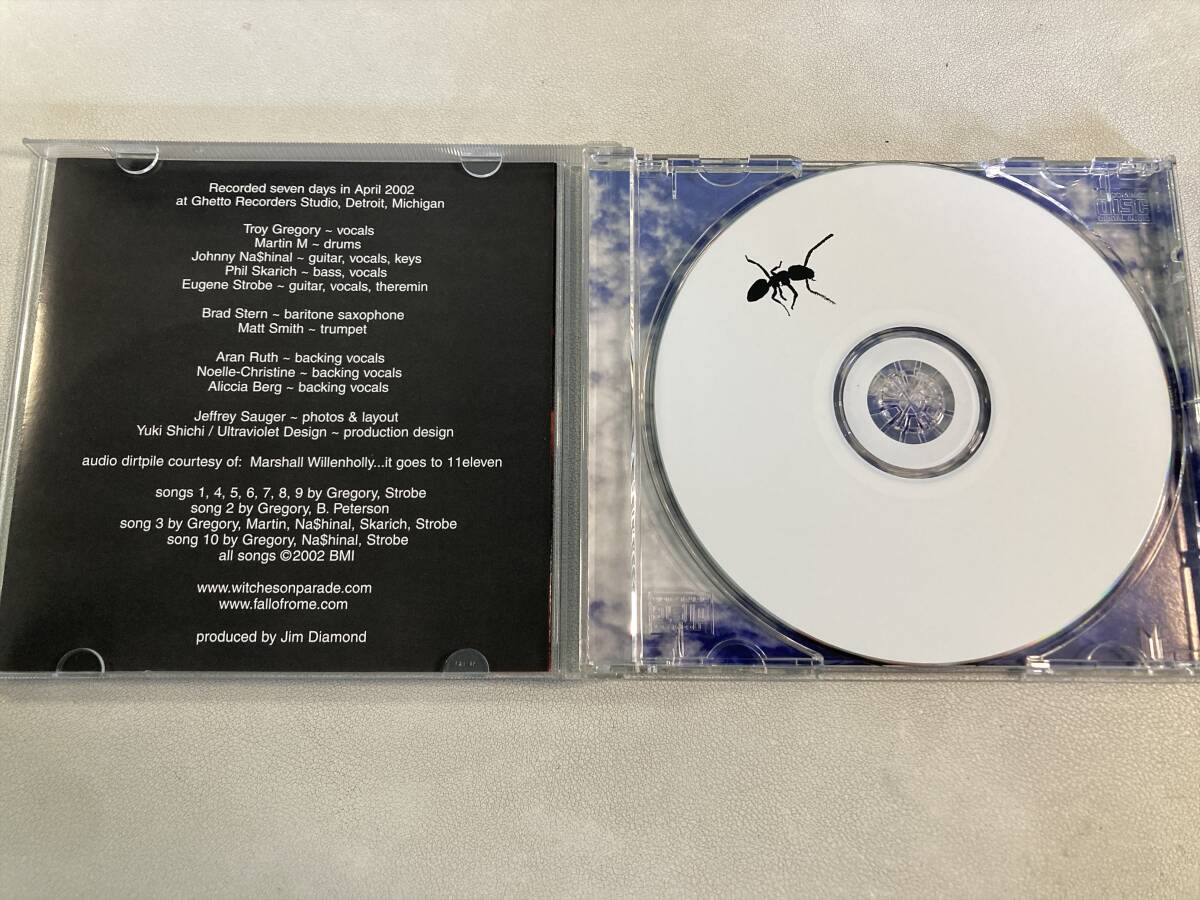 Recorded seven days in April 2002
at Ghetto Recorders Studio, Detroit, Michigan
Troy Gregory ~ vocals
Martin M ~ drums
Johnny Na$hinal ~ guitar, vocals, keys
Phil Skarich ~ bass, vocals
Eugene Strobe ~ guitar, vocals, theremin
Brad Stern ~ baritone saxophone
Matt Smith ~ trumpet
Aran Ruth ~ backing vocals
Noelle-Christine ~ backing vocals
Aliccia Berg ~ backing vocals
Jeffrey Sauger ~ photos & layout
Yuki Shichi / Ultraviolet Design ~ production design
audio dirtpile courtesy of: Marshall Willenholly...it goes to 11eleven
songs 1, 4, 5, 6, 7, 8, 9 by Gregory, Strobe
song 2 by Gregory, B. Peterson
song 3 by Gregory, Martin, Na$hinal, Skarich, Strobe
song 10 by Gregory, Na$hinal, Strobe
all songs ©2002 BMI
www.witchesonparade.com
www.fallofrome.com
produced by Jim Diamond
disc